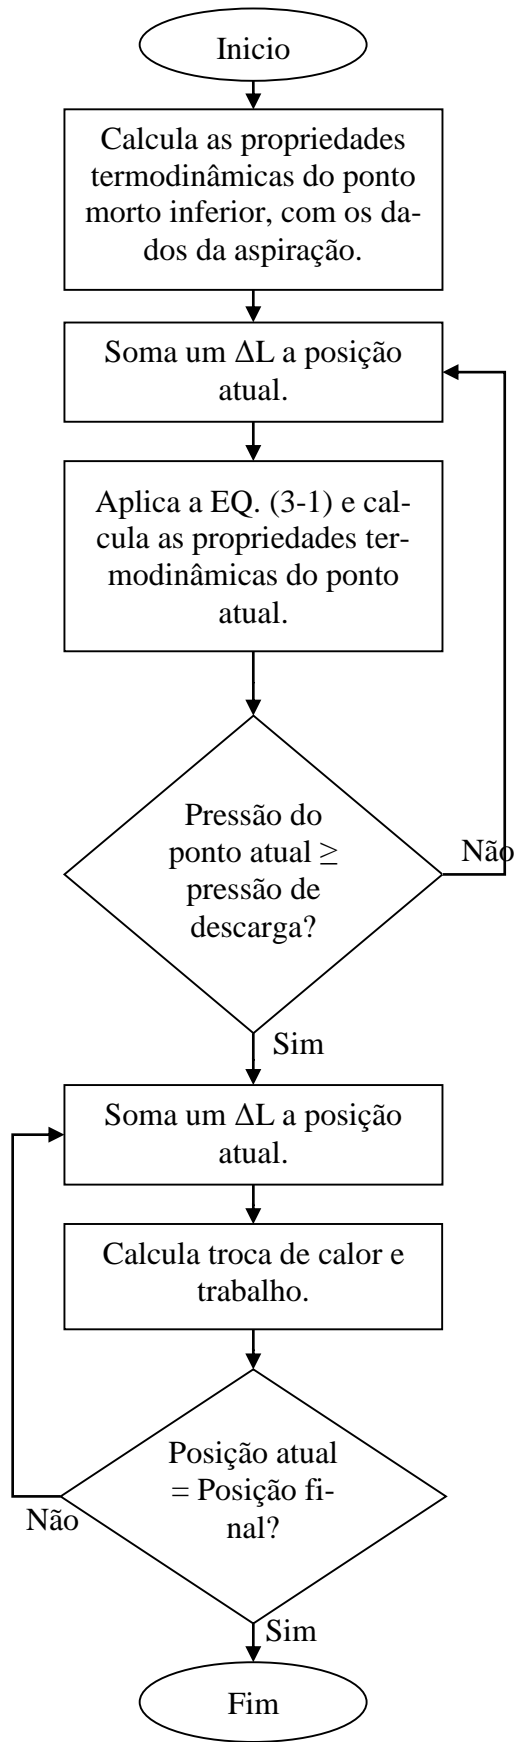 Inicio
Calcula as propriedades
termodinâmicas do ponto
morto inferior, com os da-
dos da aspiração.
Soma um ΔL a posição
atual.
Aplica a EQ. (3-1) e cal-
cula as propriedades ter-
modinâmicas do ponto
atual.
Pressão do
ponto atual ≥
pressão de
descarga?
Não
Sim
Soma um ΔL a posição
atual.
Calcula troca de calor e
trabalho.
Posição atual
= Posição fi-
nal?
Não
Sim
Fim